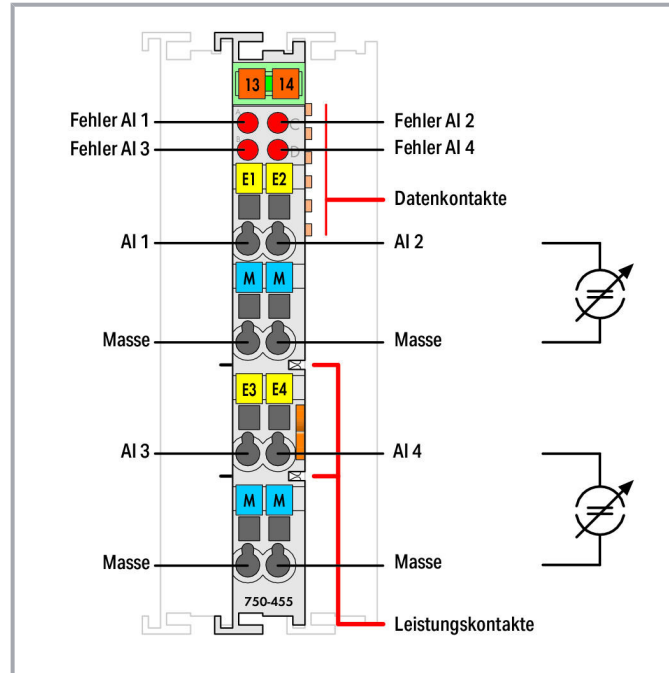 13 14
Fehler AI 1
A
C
Fehler AI 2
Fehler AI 3
B
D
Fehler AI 4
E1 E2
Datenkontakte
AI 1
AI 2
M M
Masse
Masse
E3 E4
AI 3
AI 4
M M
Masse
Masse
750-455
Leistungskontakte